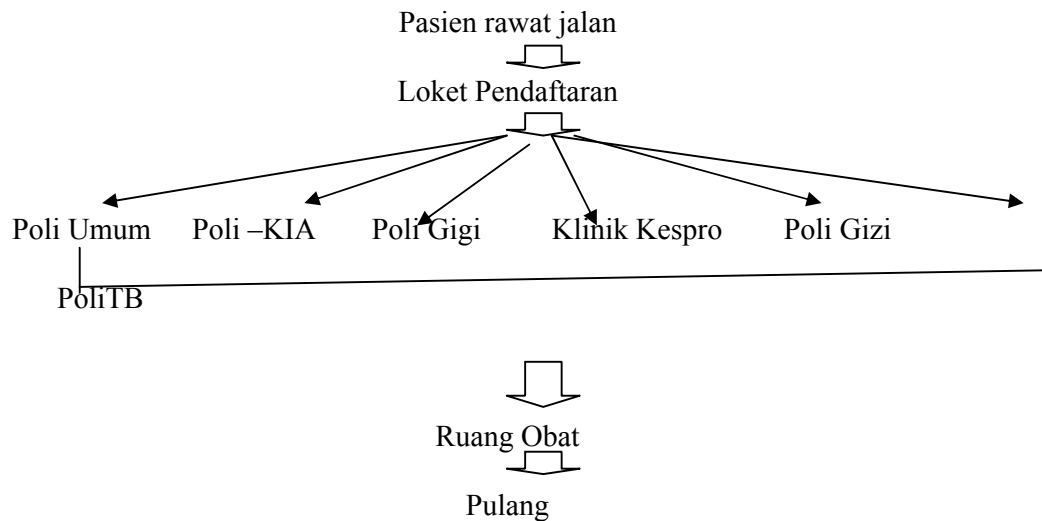 Pasien rawat jalan
Loket Pendaftaran
Poli Umum Poli –KIA Poli Gigi Klinik Kespro Poli Gizi
PoliTB
Ruang Obat
Pulang